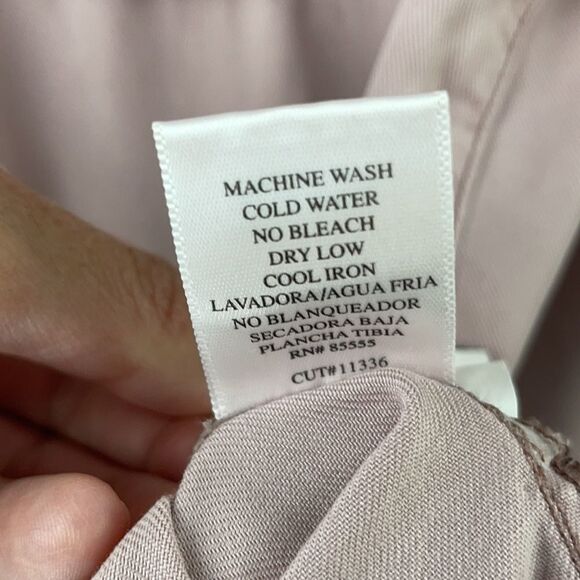 MACHINE WASH
COLD WATER
NO BLEACH
DRY LOW
COOL IRON
LAVADORA/AGUA FRIA
NO BLANQUEADOR
SECADORA BAJA
PLANCHA TIBIA
RN# 85555
CUT#11336